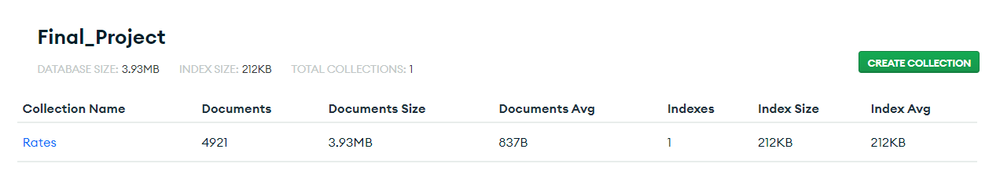 Final_Project
DATABASE SIZE: 3.93MB INDEX SIZE: 212KB TOTAL COLLECTIONS: 1
CREATE COLLECTION
Collection Name Documents Documents Size Documents Avg Indexes Index Size Index Avg
Rates 4921 3.93MB 837B 1 212KB 212KB